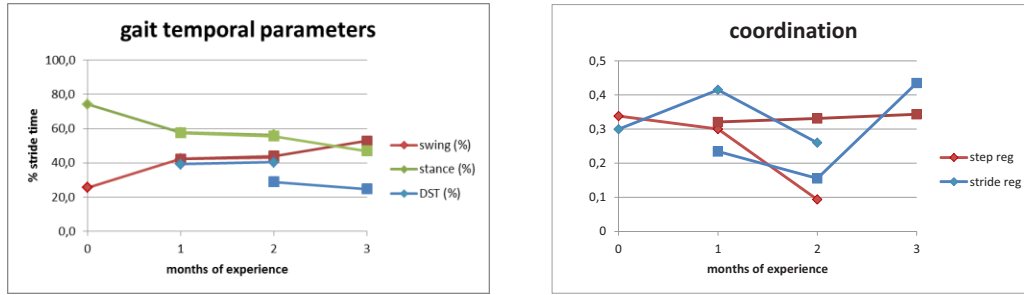 gait temporal parameters
100,0
80,0
60,0
40,0
20,0
0,0
% stride time
0 1 2 3
months of experience
swing (%)
stance (%)
DST (%)
coordination
0,5
0,4
0,3
0,2
0,1
0
0 1 2 3
months of experience
step reg
stride reg